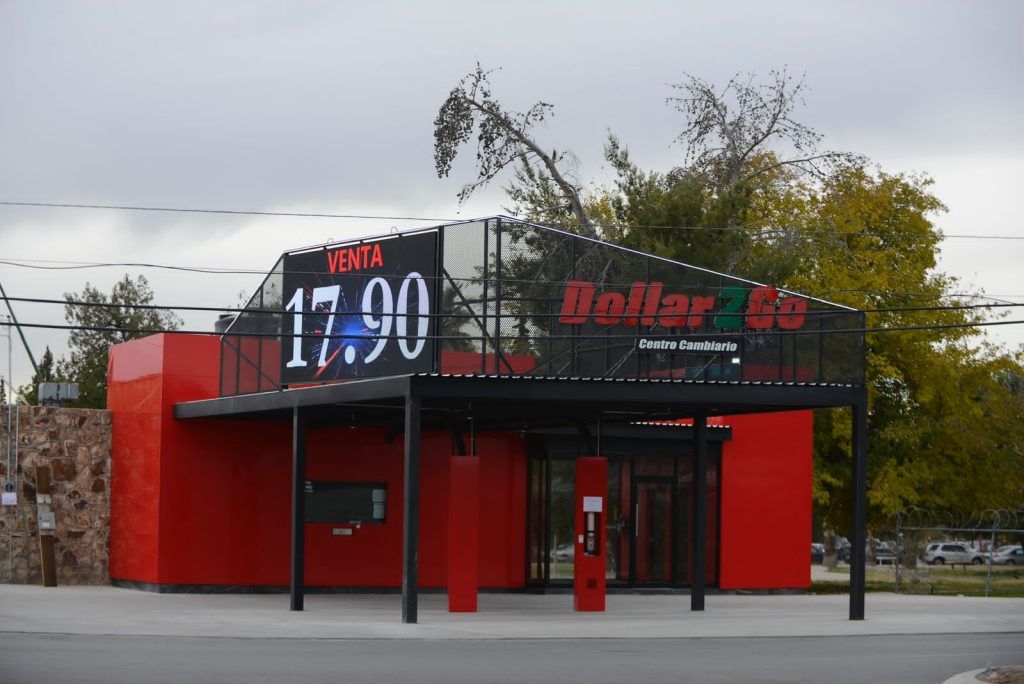 VENTA
17.90
Dollar2Go
Centro Cambiario